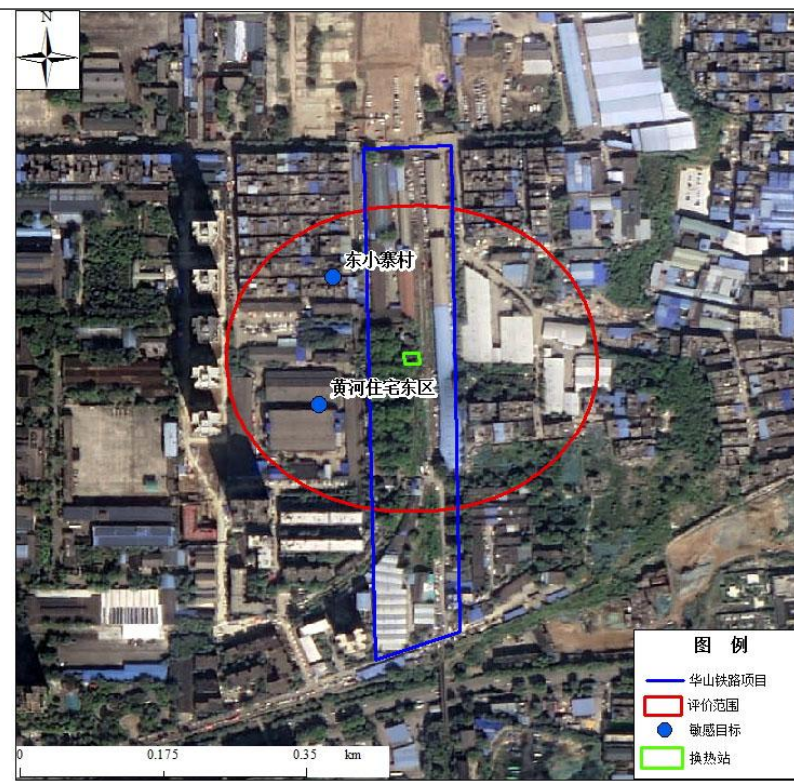 N
东小寨村
黄河住宅东区
图 例
华山铁路项目
评价范围
敏感目标
换热站
0 0.175 0.35 km